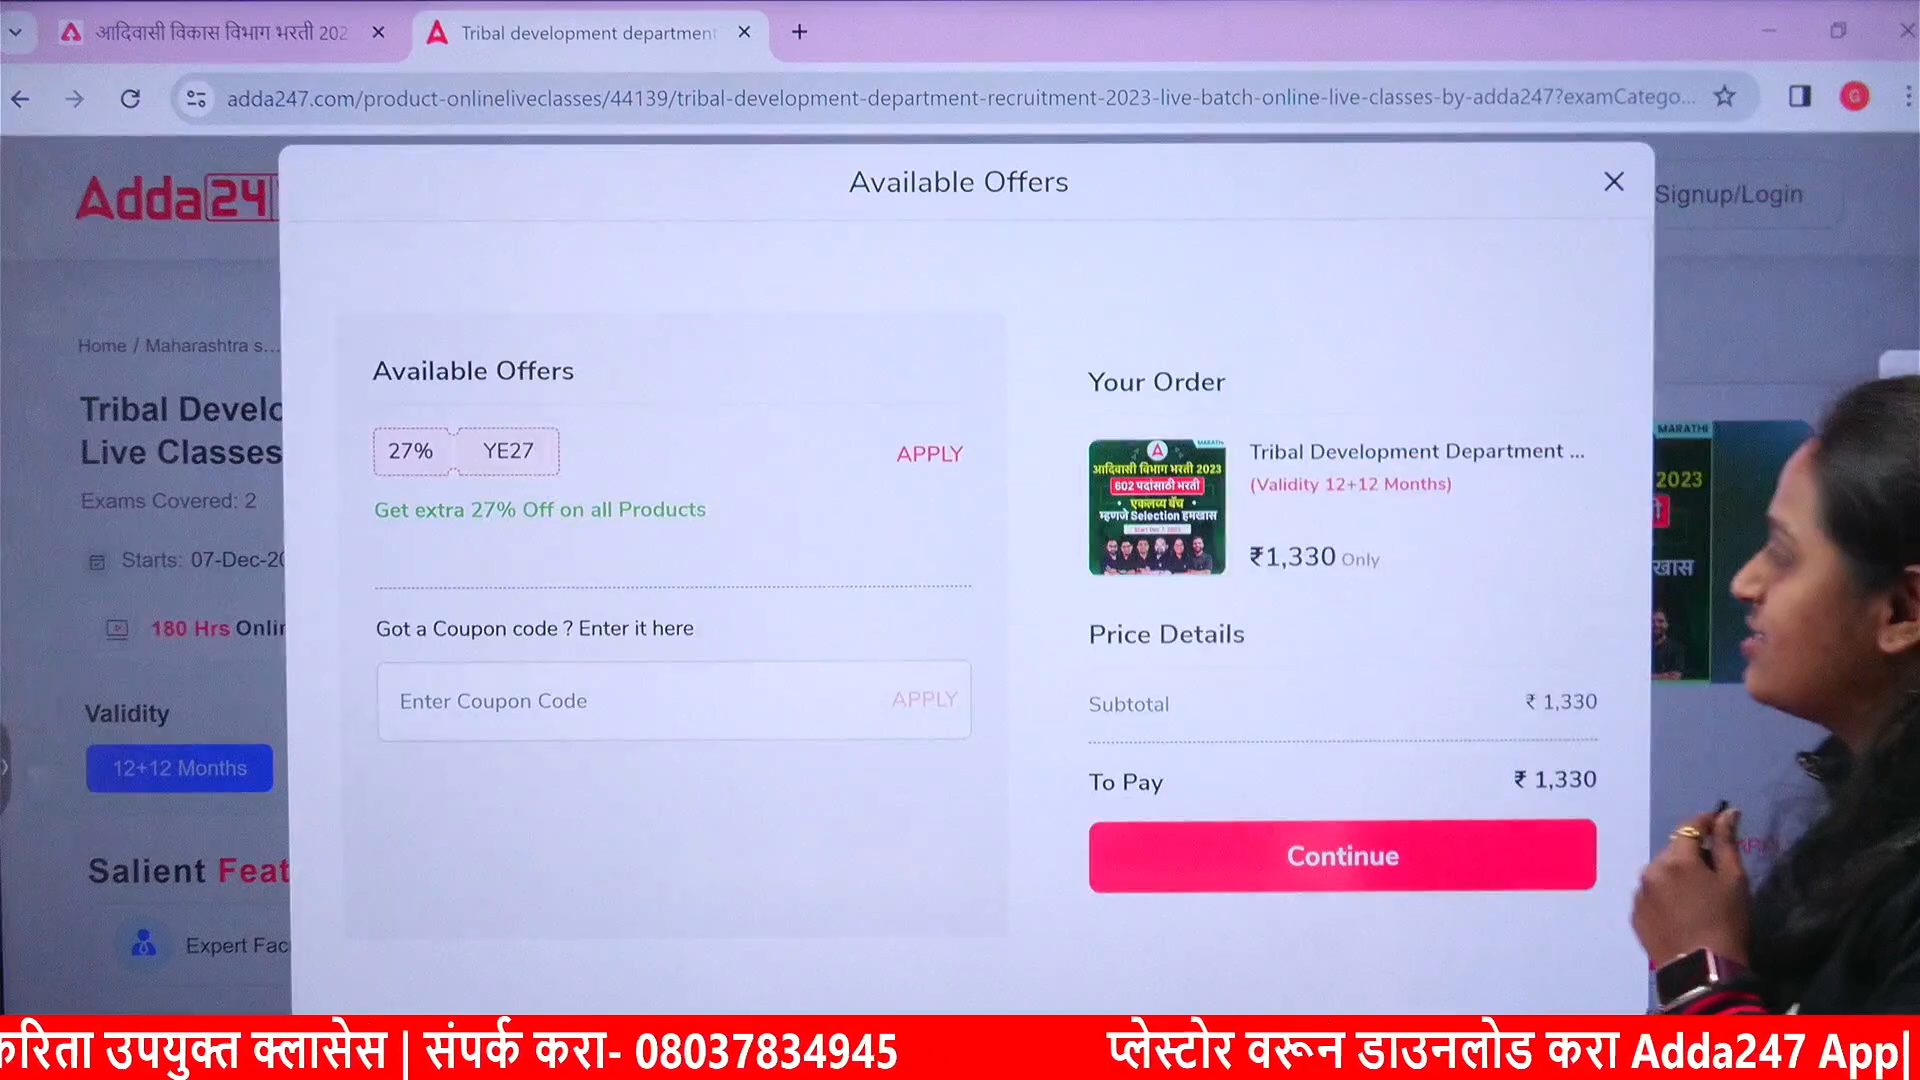 आदिवासी विकास विभाग भरती 202
Tribal development department
adda247.com/product-onlineliveclasses/44139/tribal-development-department-recruitment-2023-live-batch-online-live-classes-by-adda247?examCatego...
G
Adda24
Available Offers
Signup/Login
Home / Maharashtra s...
Tribal Develo
Live Classes
Exams Covered: 2
Starts: 07-Dec-20
180 Hrs Onlin
Validity
12+12 Months
Salient Feat
Expert Fac
Available Offers
27% YE27 APPLY
Get extra 27% Off on all Products
Got a Coupon code ? Enter it here
Enter Coupon Code APPLY
Your Order
MARATHI
आदिवासी विभाग भरती 2023
602 पदांसाठी भरती
एकलव्य बॅच
म्हणजे Selection हमखास
Tribal Development Department ...
(Validity 12+12 Months)
₹1,330 Only
Price Details
Subtotal ₹ 1,330
To Pay ₹ 1,330
Continue
MARATHI
2023
खास
करिता उपयुक्त क्लासेस | संपर्क करा- 08037834945
प्लेस्टोर वरून डाउनलोड करा Adda247 App|